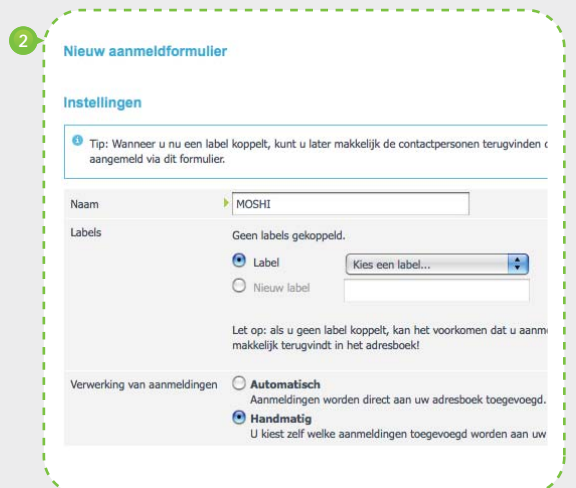 2
Nieuw aanmeldformulier
Instellingen
Tip: Wanneer u nu een label koppelt, kunt u later makkelijk de contactpersonen terugvinden
aangemeld via dit formulier.
Naam MOSHI
Labels Geen labels gekoppeld.
Label Kies een label...
Nieuw label
Let op: als u geen label koppelt, kan het voorkomen dat u
makkelijk terugvindt in het adresboek!
Verwerking van aanmeldingen Automatisch
Aanmeldingen worden direct aan uw adresboek toegevoegd.
Handmatig
U kiest zelf welke aanmeldingen toegevoegd worden aan uw